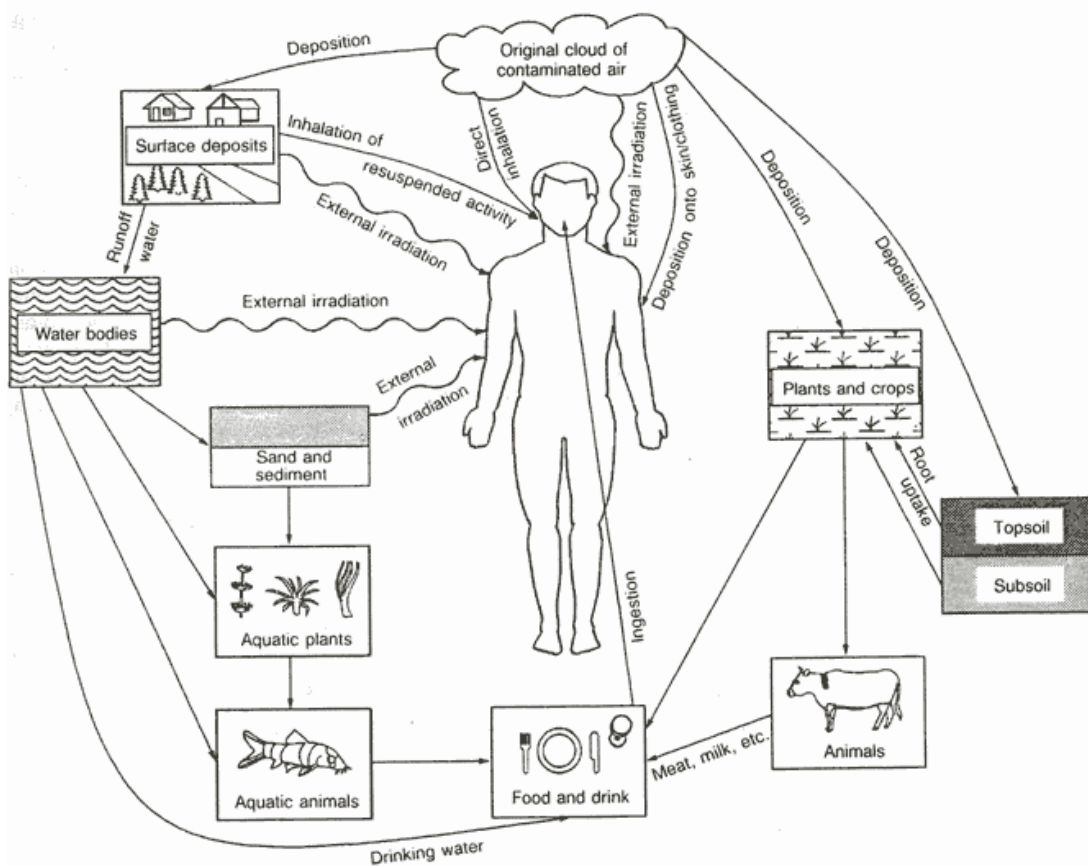 Deposition
Original cloud of
contaminated air
Surface deposits
Inhalation of
resuspended activity
Direct
inhalation
External irradiation
Deposition onto skin/clothing
Deposition
Deposition
Runoff
water
External irradiation
Water bodies
External irradiation
External
irradiation
Plants and crops
Sand and
sediment
Root
uptake
Topsoil
Subsoil
Aquatic plants
Ingestion
Aquatic animals
Food and drink
Meat, milk, etc.
Animals
Drinking water